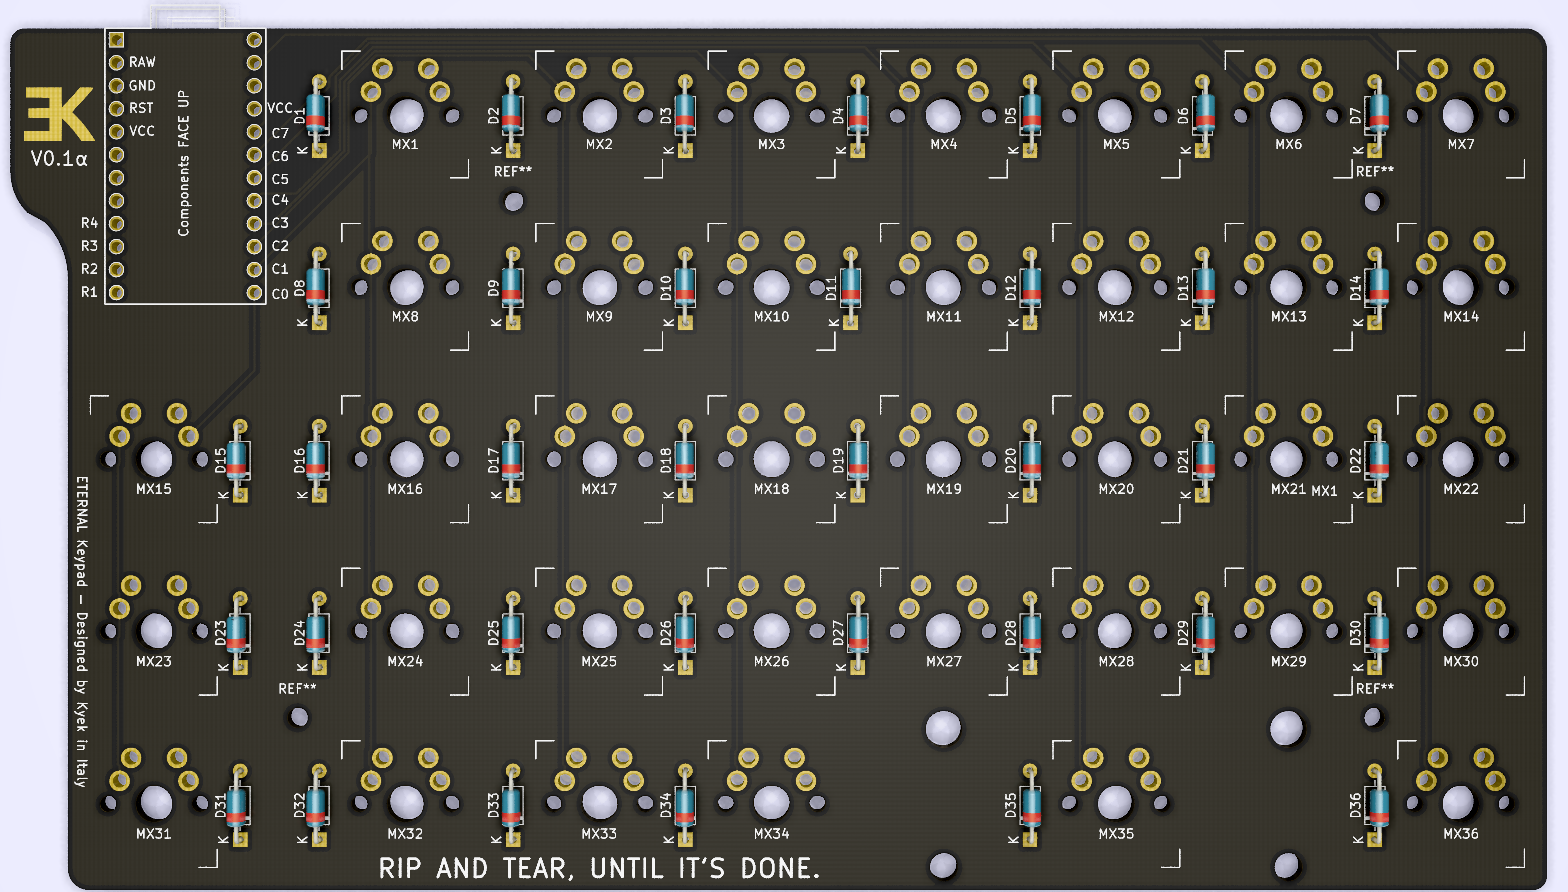 RAW
GND
RST
VCC
R4
R3
R2
R1
Components FACE UP
VCC
C7
C6
C5
C4
C3
C2
C1
C0
EK
V0.1α
D1
K
MX1
D2
K
MX2
D3
K
MX3
D4
K
MX4
D5
K
MX5
D6
K
MX6
D7
K
MX7
REF**
REF**
D8
K
MX8
D9
K
MX9
D10
K
MX10
D11
K
MX11
D12
K
MX12
D13
K
MX13
D14
K
MX14
MX15
D15
K
D16
K
MX16
D17
K
MX17
D18
K
MX18
D19
K
MX19
D20
K
MX20
D21
K
MX21
MX1
D22
K
MX22
MX23
D23
K
D24
K
MX24
D25
K
MX25
D26
K
MX26
D27
K
MX27
D28
K
MX28
D29
K
MX29
D30
K
MX30
REF**
REF**
MX31
D31
K
D32
K
MX32
D33
K
MX33
D34
K
MX34
D35
K
MX35
D36
K
MX36
ETERNAL Keypad – Designed by Kyek in Italy
RIP AND TEAR, UNTIL IT'S DONE.